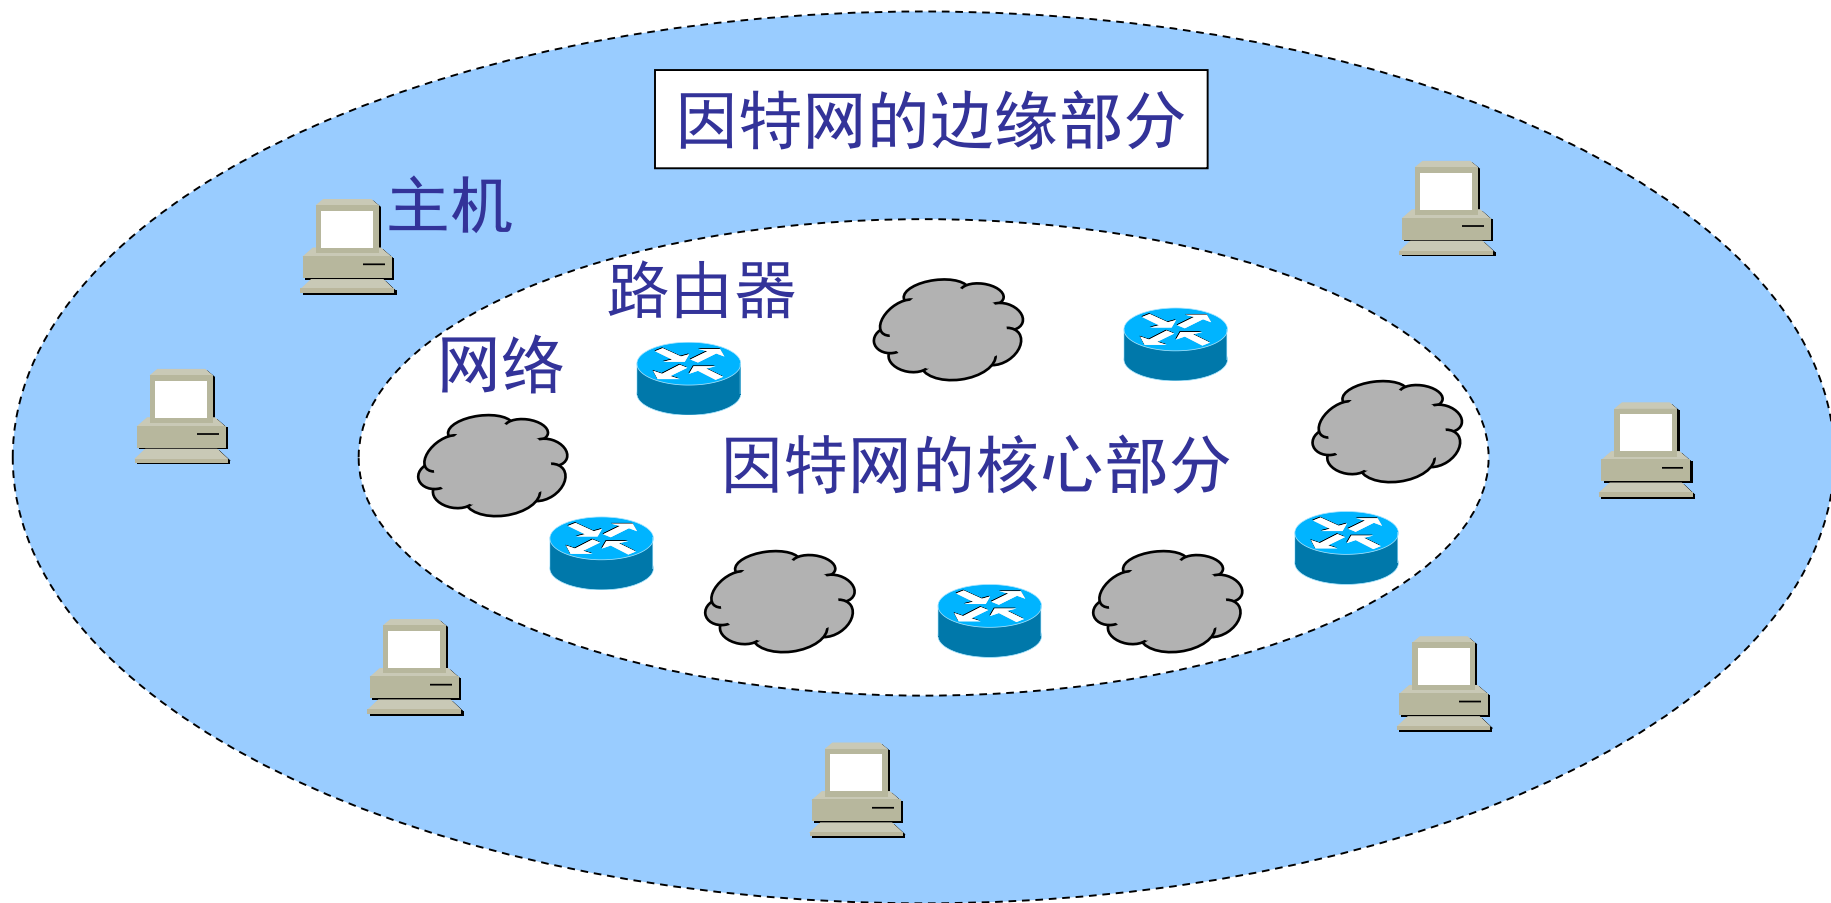 因特网的边缘部分
主机
路由器
网络
因特网的核心部分